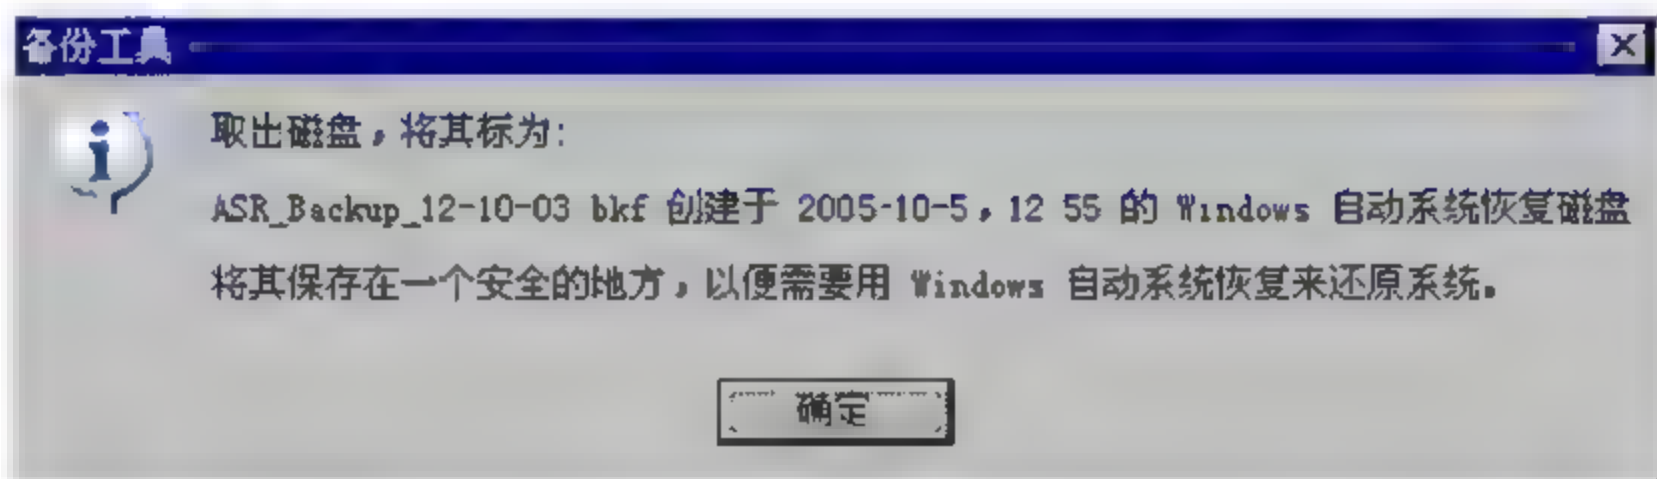 备份工具
取出磁盘，将其标为:
ASR_Backup_12-10-03 bkf 创建于 2005-10-5，12 55 的 Windows 自动系统恢复磁盘
将其保存在一个安全的地方，以便需要用 Windows 自动系统恢复来还原系统。
确定